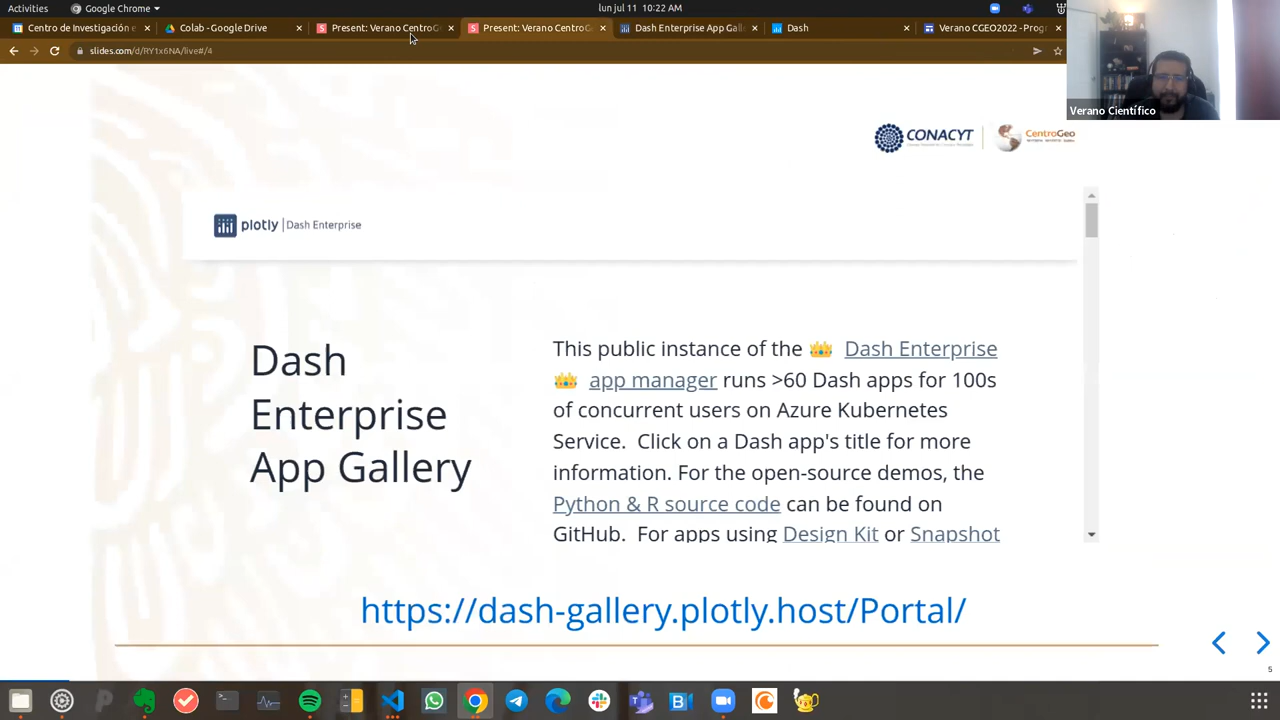 Activities
Google Chrome
lun jul 11 10:22 AM
Centro de Investigación e
Colab - Google Drive
Present: Verano CentroG
Present: Verano CentroG
Dash Enterprise App Gall
Dash
Verano CGEO2022 - Prog
slides.com/d/RY1x6NA/live#/4
Verano Científico
CONACYT
CentroGeo
plotly | Dash Enterprise
Dash
Enterprise
App Gallery
This public instance of the 👑 Dash Enterprise
👑 app manager runs >60 Dash apps for 100s
of concurrent users on Azure Kubernetes
Service. Click on a Dash app's title for more
information. For the open-source demos, the
Python & R source code can be found on
GitHub. For apps using Design Kit or Snapshot
https://dash-gallery.plotly.host/Portal/
5